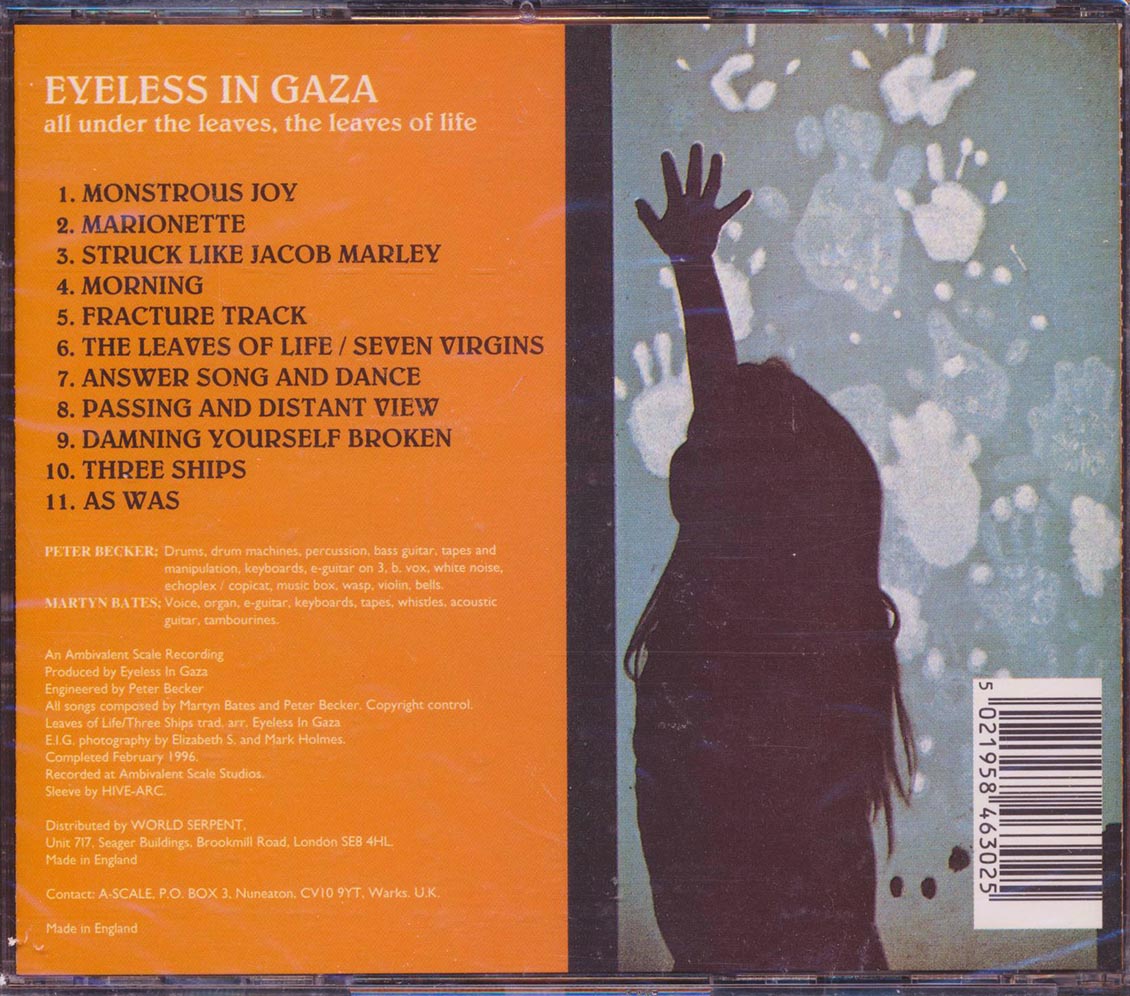 EYELESS IN GAZA
all under the leaves, the leaves of life
1. MONSTROUS JOY
2. MARIONETTE
3. STRUCK LIKE JACOB MARLEY
4. MORNING
5. FRACTURE TRACK
6. THE LEAVES OF LIFE / SEVEN VIRGINS
7. ANSWER SONG AND DANCE
8. PASSING AND DISTANT VIEW
9. DAMNING YOURSELF BROKEN
10. THREE SHIPS
11. AS WAS
PETER BECKER; Drums, drum machines, percussion, bass guitar, tapes and
manipulation, keyboards, e-guitar on 3, b. vox, white noise,
echoplex / copicat, music box, wasp, violin, bells.
MARTYN BATES; Voice, organ, e-guitar, keyboards, tapes, whistles, acoustic
guitar, tambourines.
An Ambivalent Scale Recording
Produced by Eyeless In Gaza
Engineered by Peter Becker
All songs composed by Martyn Bates and Peter Becker. Copyright control.
Leaves of Life/Three Ships trad. arr. Eyeless In Gaza
E.I.G. photography by Elizabeth S. and Mark Holmes.
Completed February 1996.
Recorded at Ambivalent Scale Studios.
Sleeve by HIVE-ARC.
Distributed by WORLD SERPENT,
Unit 717, Seager Buildings, Brookmill Road, London SE8 4HL.
Made in England
Contact: A-SCALE, P.O. BOX 3, Nuneaton, CV10 9YT, Warks. U.K.
Made in England
5 021958 463025